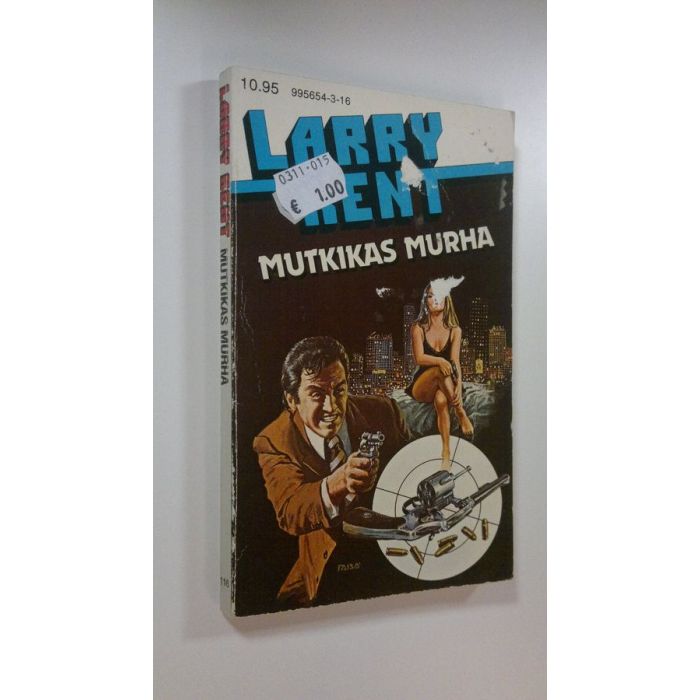 10.95 995654-3-16
LARRY
KENT
0311-015
€ 1.00
MUTKIKAS MURHA
LARRY KENT MUTKIKAS MURHA
116